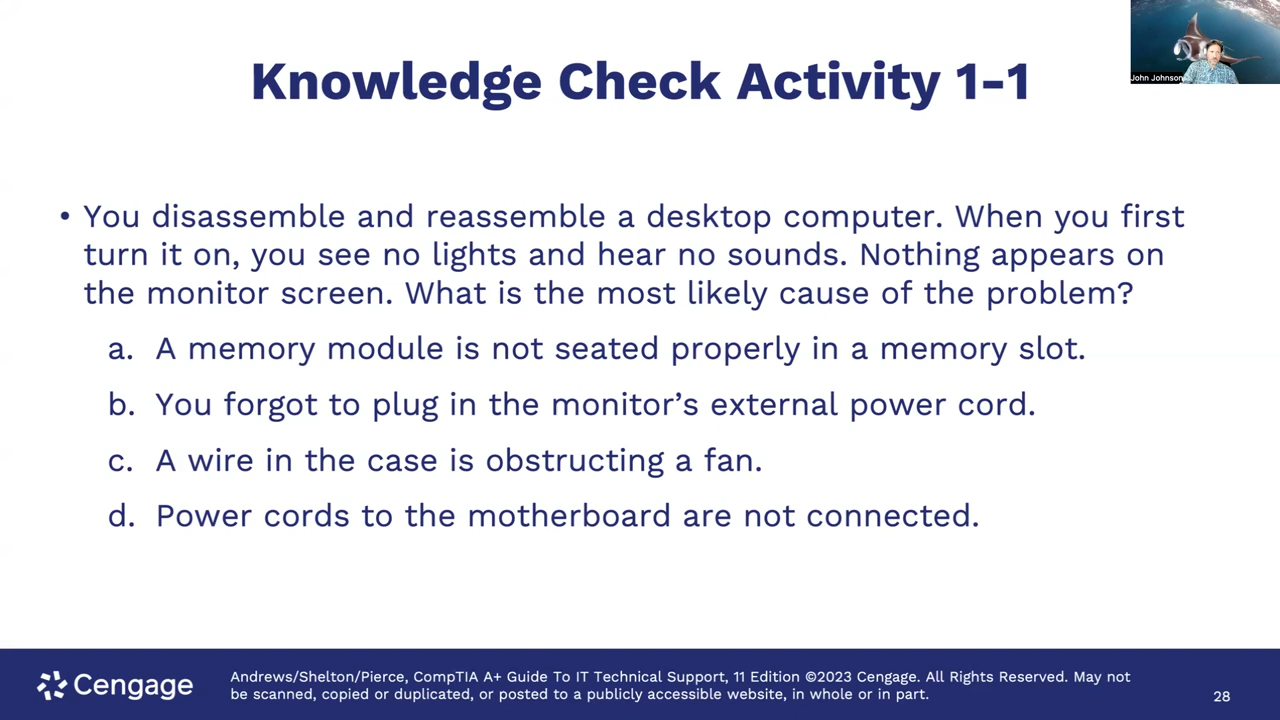 John Johnson
Knowledge Check Activity 1-1
• You disassemble and reassemble a desktop computer. When you first
turn it on, you see no lights and hear no sounds. Nothing appears on
the monitor screen. What is the most likely cause of the problem?
a. A memory module is not seated properly in a memory slot.
b. You forgot to plug in the monitor’s external power cord.
c. A wire in the case is obstructing a fan.
d. Power cords to the motherboard are not connected.
Cengage
Andrews/Shelton/Pierce, CompTIA A+ Guide To IT Technical Support, 11 Edition ©2023 Cengage. All Rights Reserved. May not
be scanned, copied or duplicated, or posted to a publicly accessible website, in whole or in part.
28